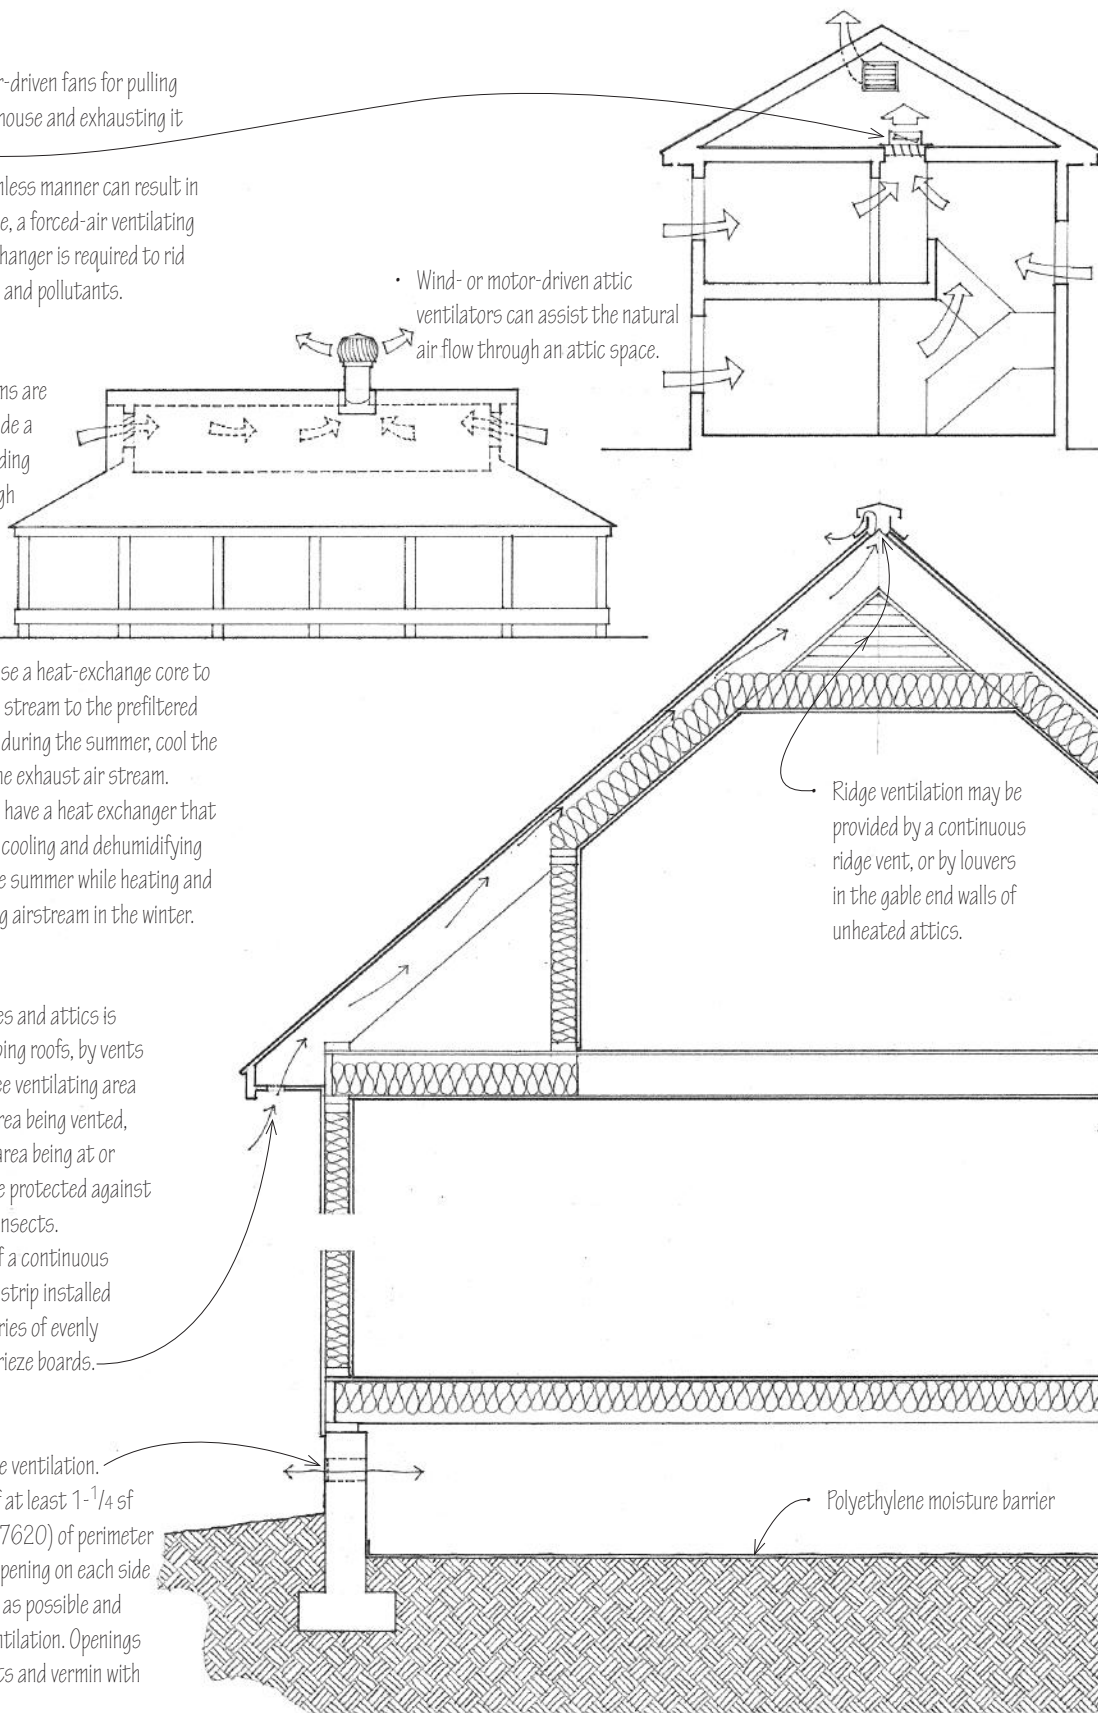 r-driven fans for pulling
house and exhausting it
nless manner can result in
e, a forced-air ventilating
hanger is required to rid
and pollutants.
• Wind- or motor-driven attic
ventilators can assist the natural
air flow through an attic space.
ns are
de a
ding
gh
se a heat-exchange core to
stream to the prefiltered
during the summer, cool the
ne exhaust air stream.
have a heat exchanger that
cooling and dehumidifying
e summer while heating and
g airstream in the winter.
• Ridge ventilation may be
provided by a continuous
ridge vent, or by louvers
in the gable end walls of
unheated attics.
es and attics is
ping roofs, by vents
ee ventilating area
rea being vented,
area being at or
e protected against
insects.
f a continuous
strip installed
ries of evenly
rieze boards.
e ventilation.
f at least 1-1/4 sf
7620) of perimeter
pening on each side
as possible and
ntilation. Openings
ts and vermin with
• Polyethylene moisture barrier